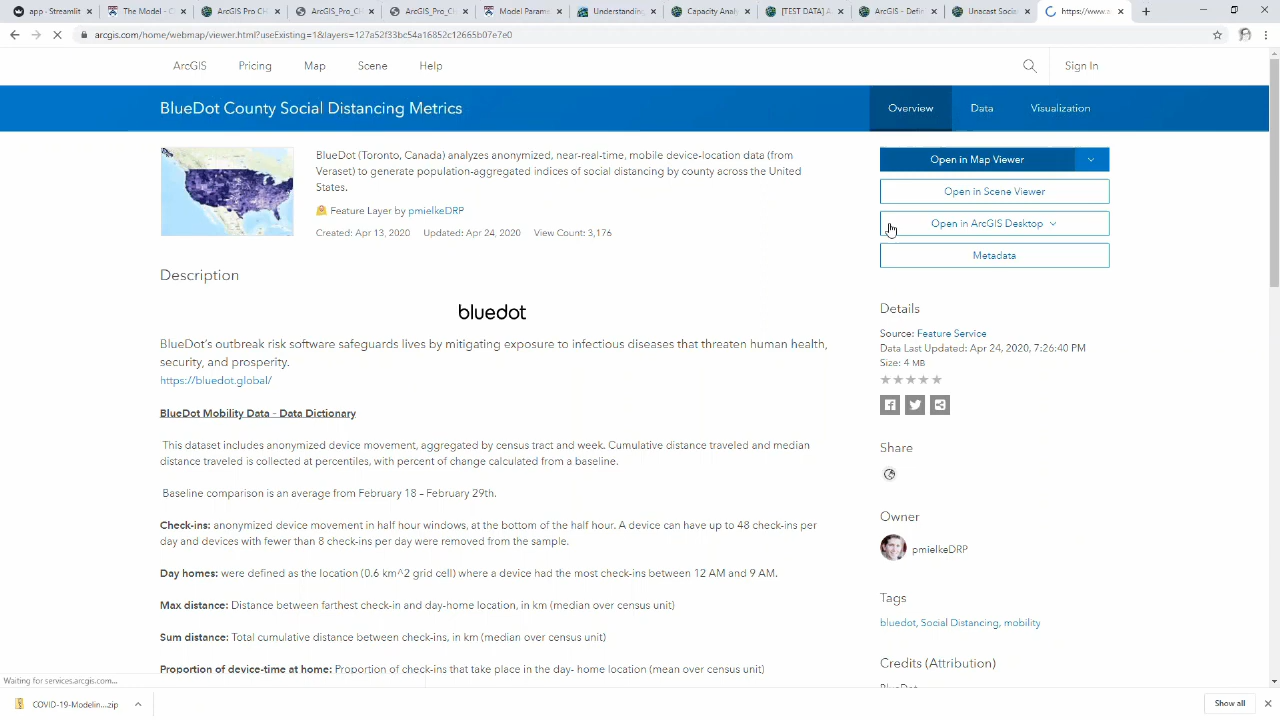 app - Streamlit
The Model - C
ArcGIS Pro CH
ArcGIS_Pro_CH
ArcGIS_Pro_CH
Model Parame
Understanding
Capacity Analy
[TEST DATA] A
ArcGIS - Defin
Unacast Social
https://www.a
arcgis.com/home/webmap/viewer.html?useExisting=1&layers=127a52f33bc54a16852c12665b07e7e0
ArcGIS Pricing Map Scene Help Sign In
BlueDot County Social Distancing Metrics
Overview Data Visualization
BlueDot (Toronto, Canada) analyzes anonymized, near-real-time, mobile device-location data (from
Veraset) to generate population-aggregated indices of social distancing by county across the United
States.
Feature Layer by pmielkeDRP
Created: Apr 13, 2020 Updated: Apr 24, 2020 View Count: 3,176
Open in Map Viewer
Open in Scene Viewer
Open in ArcGIS Desktop
Metadata
Description
bluedot
BlueDot's outbreak risk software safeguards lives by mitigating exposure to infectious diseases that threaten human health,
security, and prosperity.
https://bluedot.global/
BlueDot Mobility Data - Data Dictionary
This dataset includes anonymized device movement, aggregated by census tract and week. Cumulative distance traveled and median
distance traveled is collected at percentiles, with percent of change calculated from a baseline.
Baseline comparison is an average from February 18 - February 29th.
Check-ins: anonymized device movement in half hour windows, at the bottom of the half hour. A device can have up to 48 check-ins per
day and devices with fewer than 8 check-ins per day were removed from the sample.
Day homes: were defined as the location (0.6 km^2 grid cell) where a device had the most check-ins between 12 AM and 9 AM.
Max distance: Distance between farthest check-in and day-home location, in km (median over census unit)
Sum distance: Total cumulative distance between check-ins, in km (median over census unit)
Proportion of device-time at home: Proportion of check-ins that take place in the day- home location (mean over census unit)
Details
Source: Feature Service
Data Last Updated: Apr 24, 2020, 7:26:40 PM
Size: 4 MB
Share
Owner
pmielkeDRP
Tags
bluedot, Social Distancing, mobility
Credits (Attribution)
BlueDot
Waiting for services.arcgis.com...
COVID-19-Modelin....zip
Show all